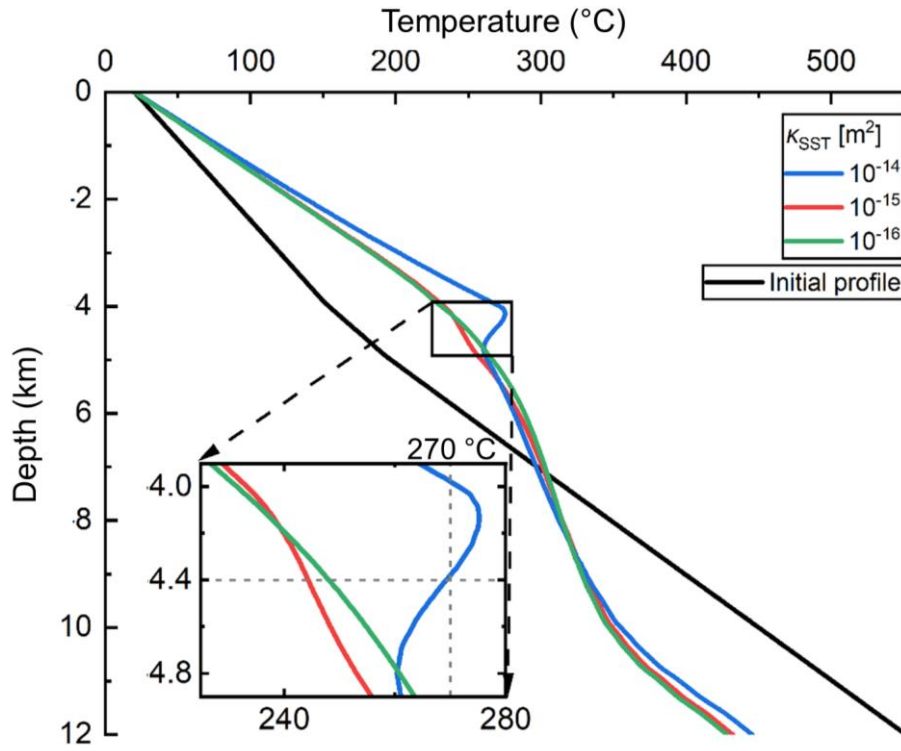 Temperature (°C)
0 100 200 300 400 500
Depth (km)
0
-2
-4
6
-8
10
12
κSST [m²]
10⁻¹⁴
10⁻¹⁵
10⁻¹⁶
Initial profile
270 °C
-4.0
-4.4
-4.8
240 280